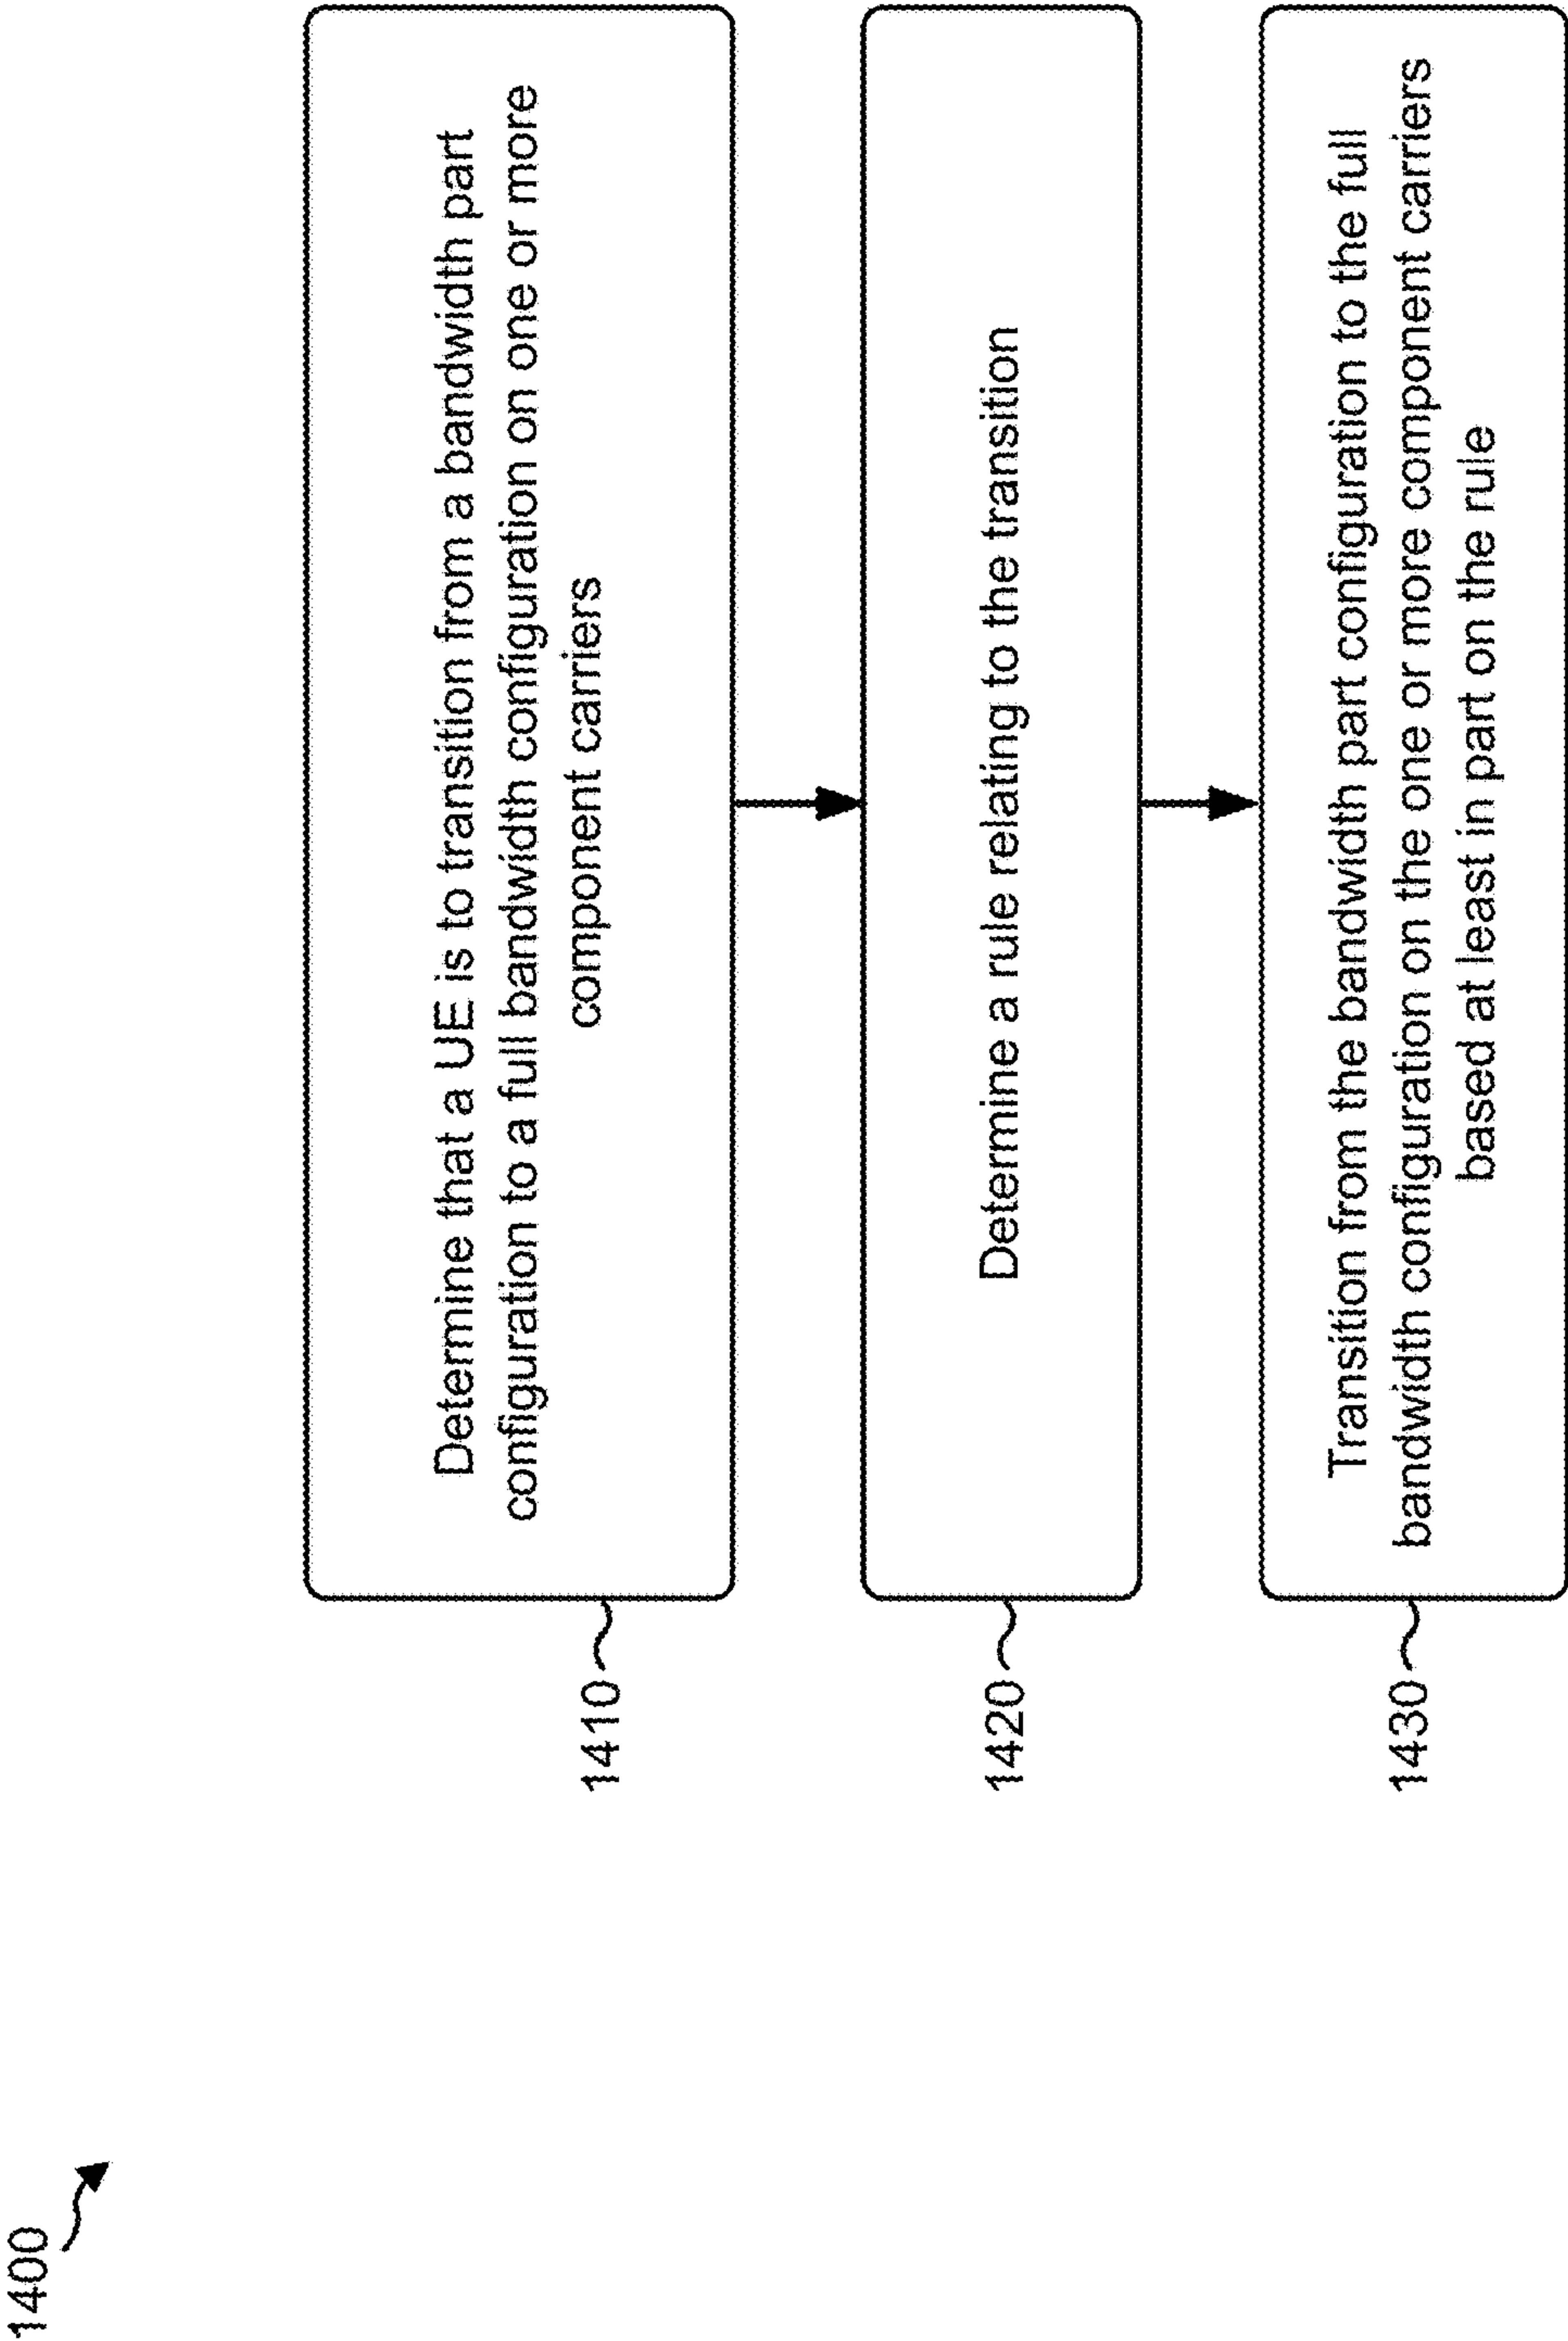 1400
1410
Determine that a UE is to transition from a bandwidth part
configuration to a full bandwidth configuration on one or more
component carriers
1420
Determine a rule relating to the transition
1430
Transition from the bandwidth part configuration to the full
bandwidth configuration on the one or more component carriers
based at least in part on the rule